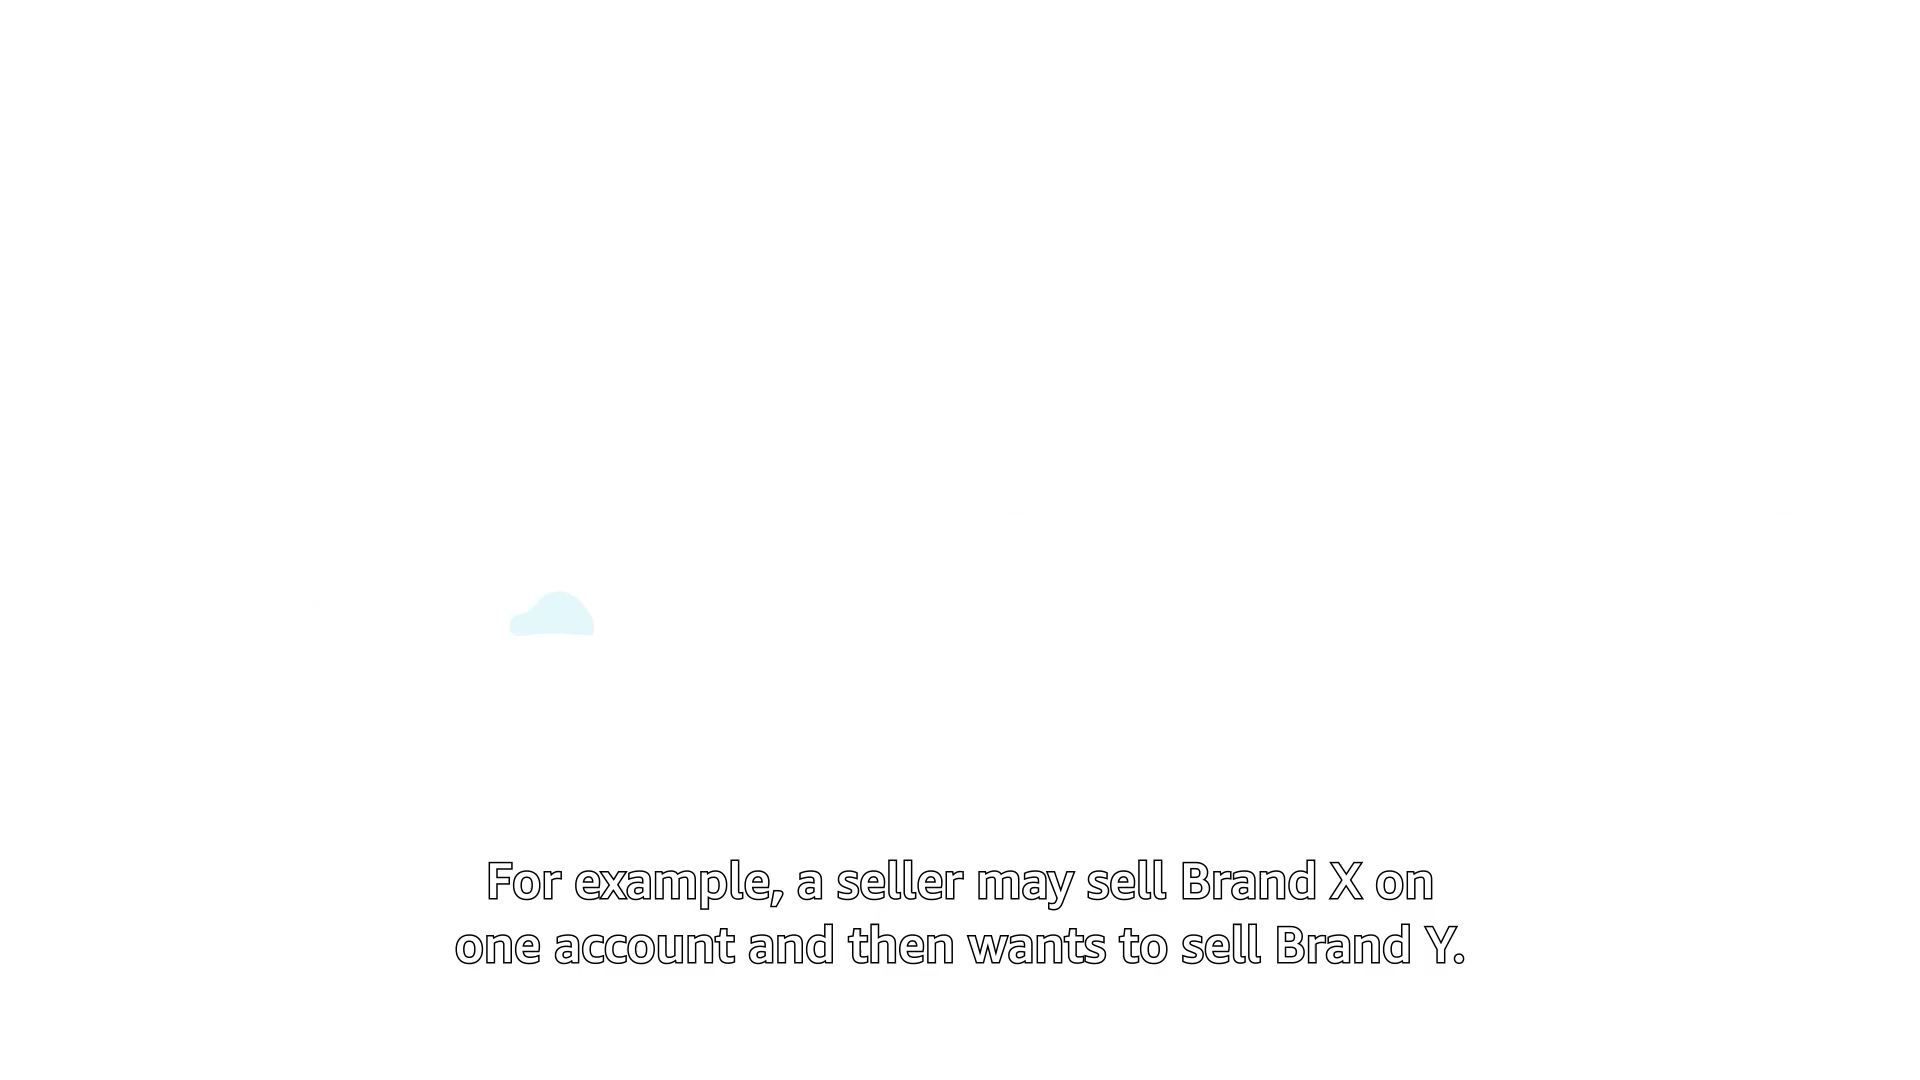 For example, a seller may sell Brand X on
one account and then wants to sell Brand Y.